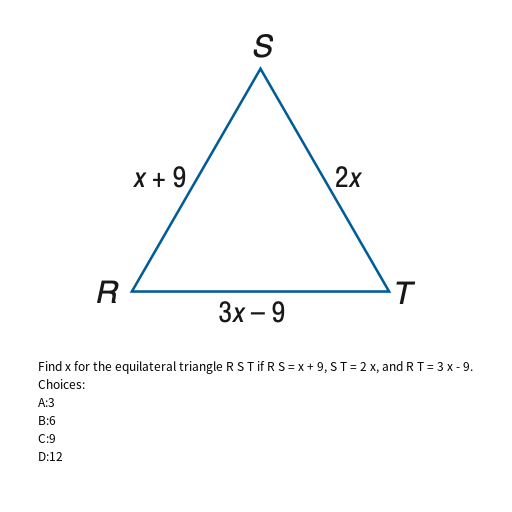 S
x + 9
2x
R
T
3x – 9
Find x for the equilateral triangle R S T if R S = x + 9, S T = 2 x, and R T = 3 x - 9.
Choices:
A:3
B:6
C:9
D:12